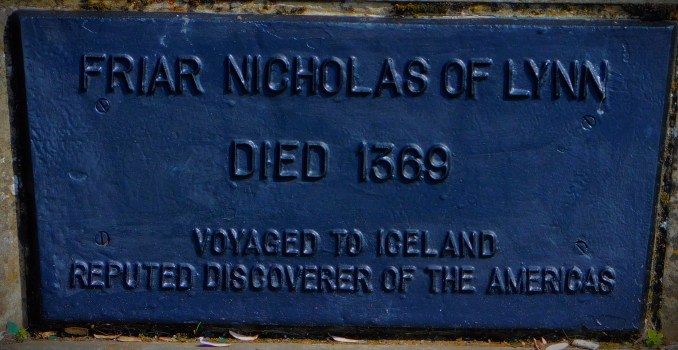 FRIAR NICHOLAS OF LYNN
DIED 1369
VOYAGED TO ICELAND
REPUTED DISCOVERER OF THE AMERICAS